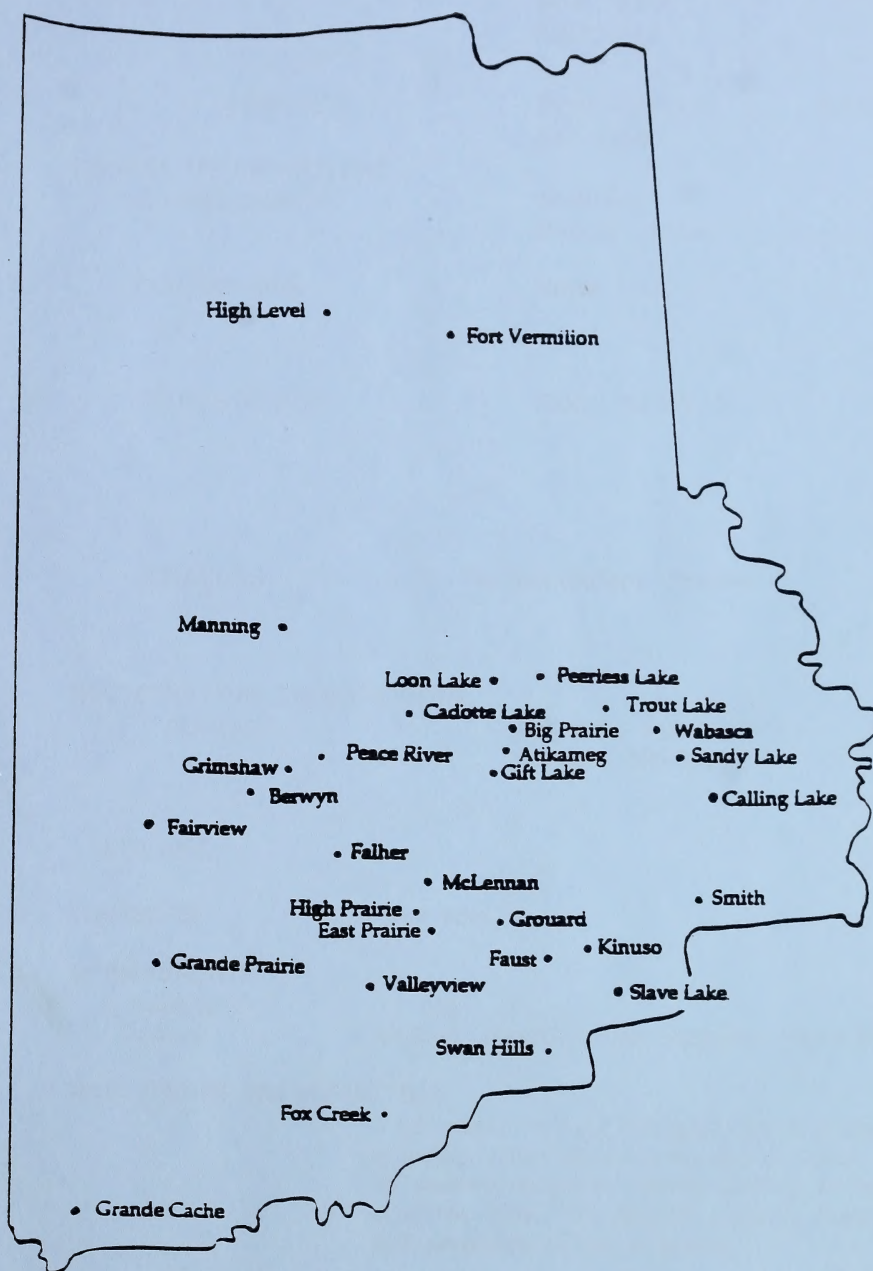 High Level
Fort Vermilion
Manning
Loon Lake
Peerless Lake
Cadotte Lake
Trout Lake
Big Prairie
Wabasca
Peace River
Atikameg
Sandy Lake
Grimshaw
Gift Lake
Berwyn
Calling Lake
Fairview
Falher
McLennan
Smith
High Prairie
Grouard
East Prairie
Kinuso
Faust
Grande Prairie
Valleyview
Slave Lake
Swan Hills
Fox Creek
Grande Cache